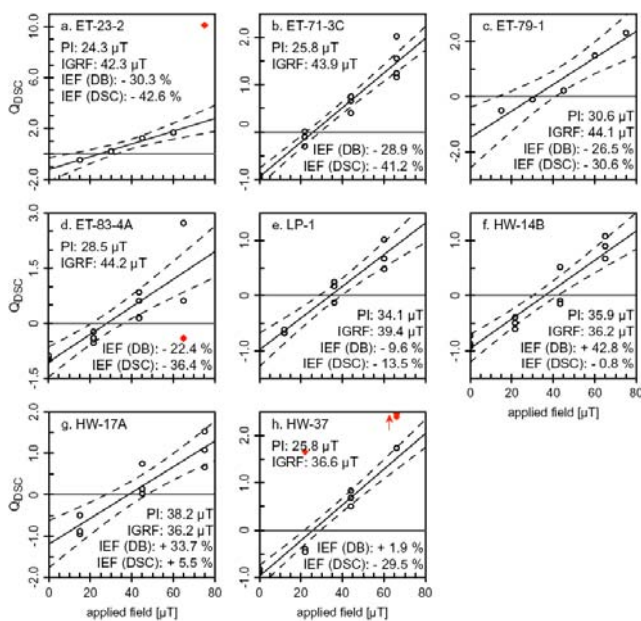 a. ET-23-2
PI: 24.3 µT
IGRF: 42.3 µT
IEF (DB): - 30.3 %
IEF (DSC): - 42.6 %
QDSC
10.0
6.0
2.0
2.0
b. ET-71-3C
PI: 25.8 µT
IGRF: 43.9 µT
IEF (DB): - 28.9 %
IEF (DSC): - 41.2 %
2.0
1.0
0
-1.0
c. ET-79-1
PI: 30.6 µT
IGRF: 44.1 µT
IEF (DB): - 26.5 %
IEF (DSC): - 30.6 %
2.0
0
-1.0
-3.0
d. ET-83-4A
PI: 28.5 µT
IGRF: 44.2 µT
IEF (DB): - 22.4 %
IEF (DSC): - 36.4 %
QDSC
3.0
1.5
0
-1.5
e. LP-1
PI: 34.1 µT
IGRF: 39.4 µT
IEF (DB): - 9.6 %
IEF (DSC): - 13.5 %
1.0
0
-1.0
f. HW-14B
PI: 35.9 µT
IGRF: 36.2 µT
IEF (DB): + 42.8 %
IEF (DSC): - 0.8 %
1.0
0
-1.0
0 20 40 60 80
applied field [µT]
0 20 40 60 80
applied field [µT]
g. HW-17A
PI: 38.2 µT
IGRF: 36.2 µT
IEF (DB): + 33.7 %
IEF (DSC): + 5.5 %
QDSC
2.0
1.0
0
-1.0
-2.0
0 20 40 60 80
applied field [µT]
h. HW-37
PI: 25.8 µT
IGRF: 36.6 µT
IEF (DB): + 1.9 %
IEF (DSC): - 29.5 %
2.0
1.0
0
-1.0
0 20 40 60 80
applied field [µT]